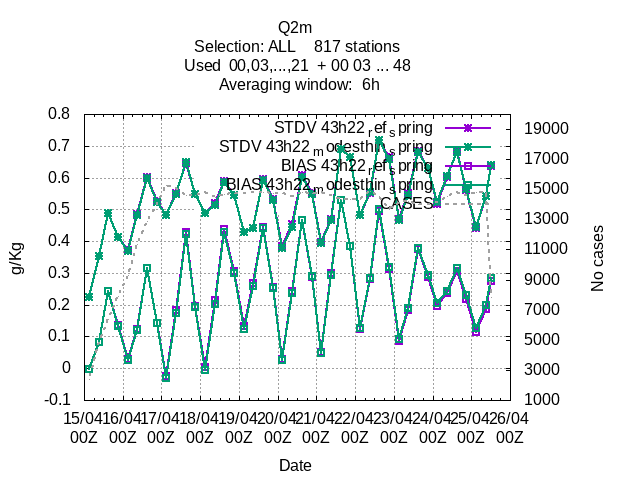 Q2m
Selection: ALL    817 stations
Used  00,03,...,21  + 00 03 ... 48
Averaging window:  6h
STDV 43h22_ref_spring
STDV 43h22_modesthin_spring
BIAS 43h22_ref_spring
BIAS 43h22_modesthin_spring
CASES
0.8
0.7
0.6
0.5
0.4
0.3
0.2
0.1
0
-0.1
g/Kg
19000
17000
15000
13000
11000
9000
7000
5000
3000
1000
No cases
15/04 16/04 17/04 18/04 19/04 20/04 21/04 22/04 23/04 24/04 25/04 26/04
00Z 00Z 00Z 00Z 00Z 00Z 00Z 00Z 00Z 00Z 00Z 00Z
Date